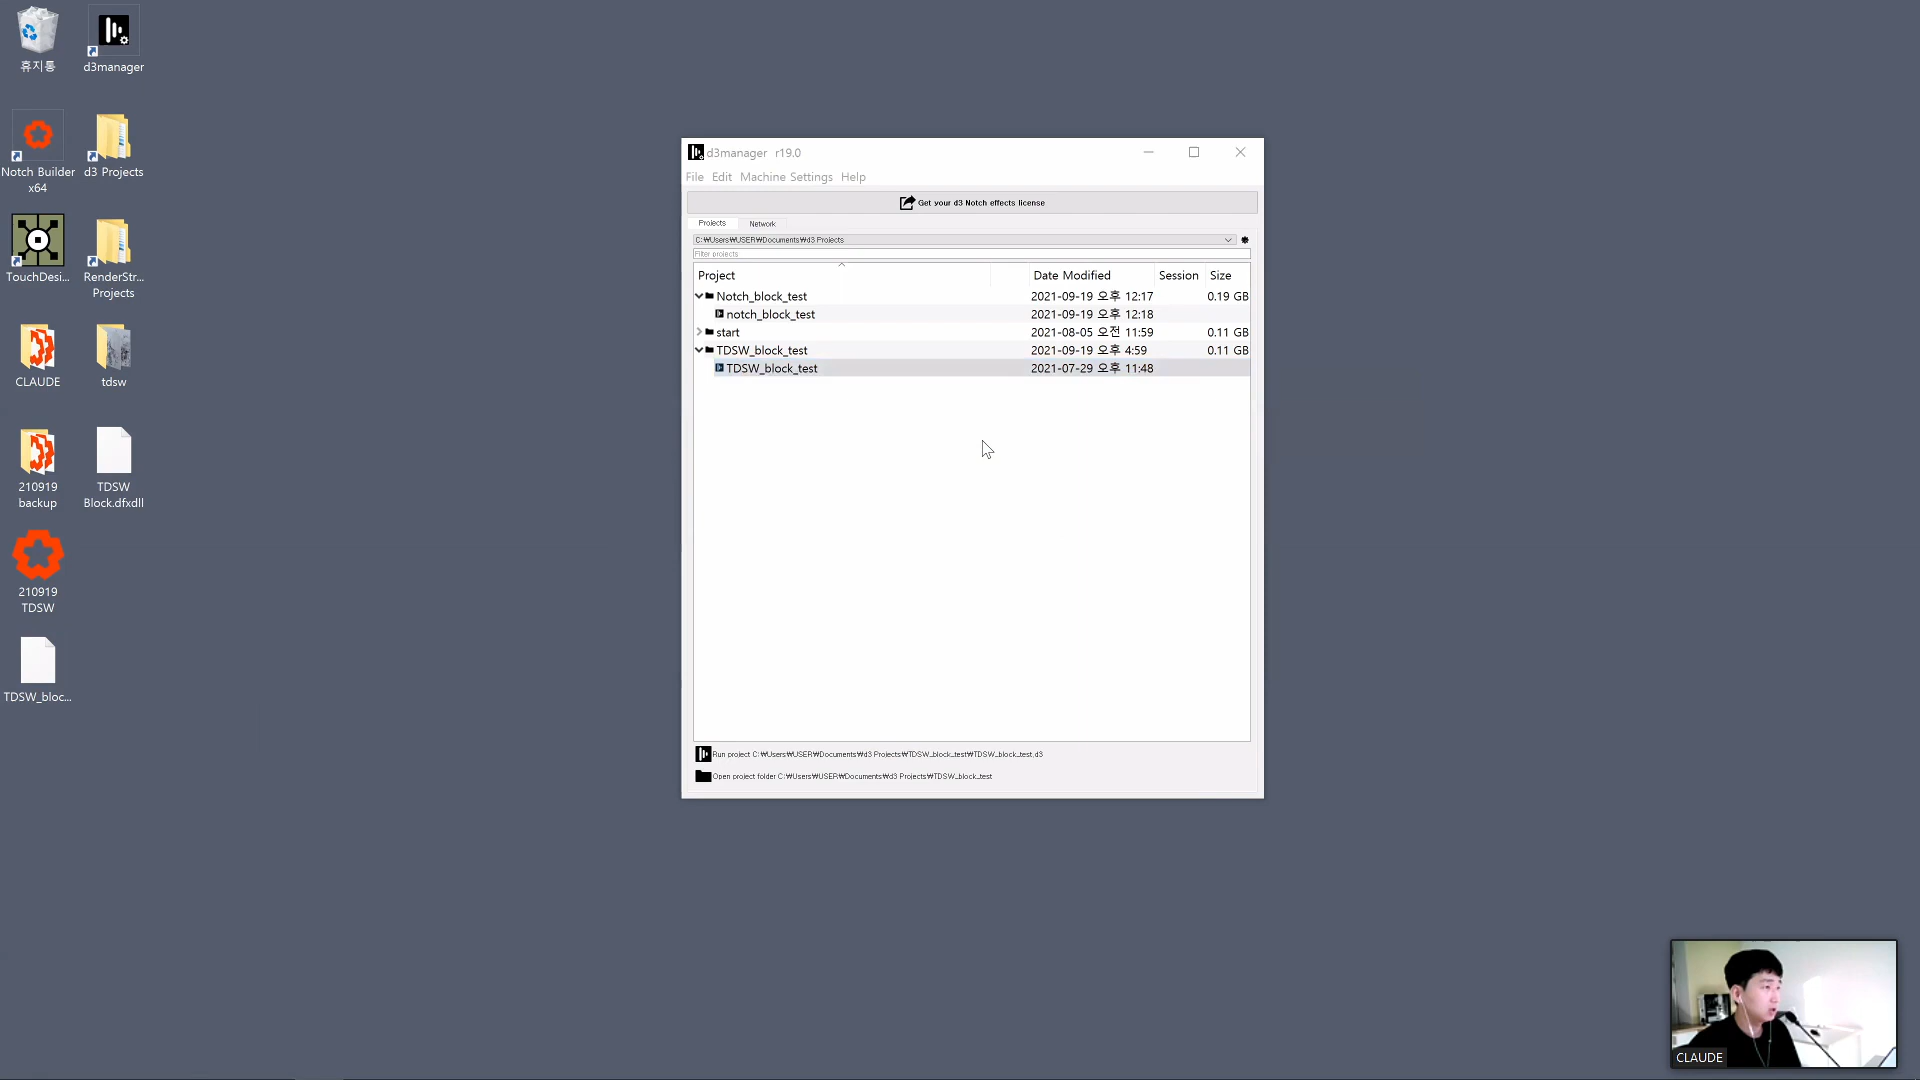 휴지통
d3manager
Notch Builder
x64
d3 Projects
TouchDesi...
RenderStr...
Projects
CLAUDE
tdsw
210919
backup
TDSW
Block.dfxdll
210919
TDSW
TDSW_bloc...
d3manager r19.0
File Edit Machine Settings Help
Get your d3 Notch effects license
Projects Network
C:₩Users₩USER₩Documents₩d3 Projects
Filter projects
Project Date Modified Session Size
Notch_block_test 2021-09-19 오후 12:17 0.19 GB
notch_block_test 2021-09-19 오후 12:18
start 2021-08-05 오전 11:59 0.11 GB
TDSW_block_test 2021-09-19 오후 4:59 0.11 GB
TDSW_block_test 2021-07-29 오후 11:48
Run project C:₩Users₩USER₩Documents₩d3 Projects₩TDSW_block_test₩TDSW_block_test.d3
Open project folder C:₩Users₩USER₩Documents₩d3 Projects₩TDSW_block_test
CLAUDE